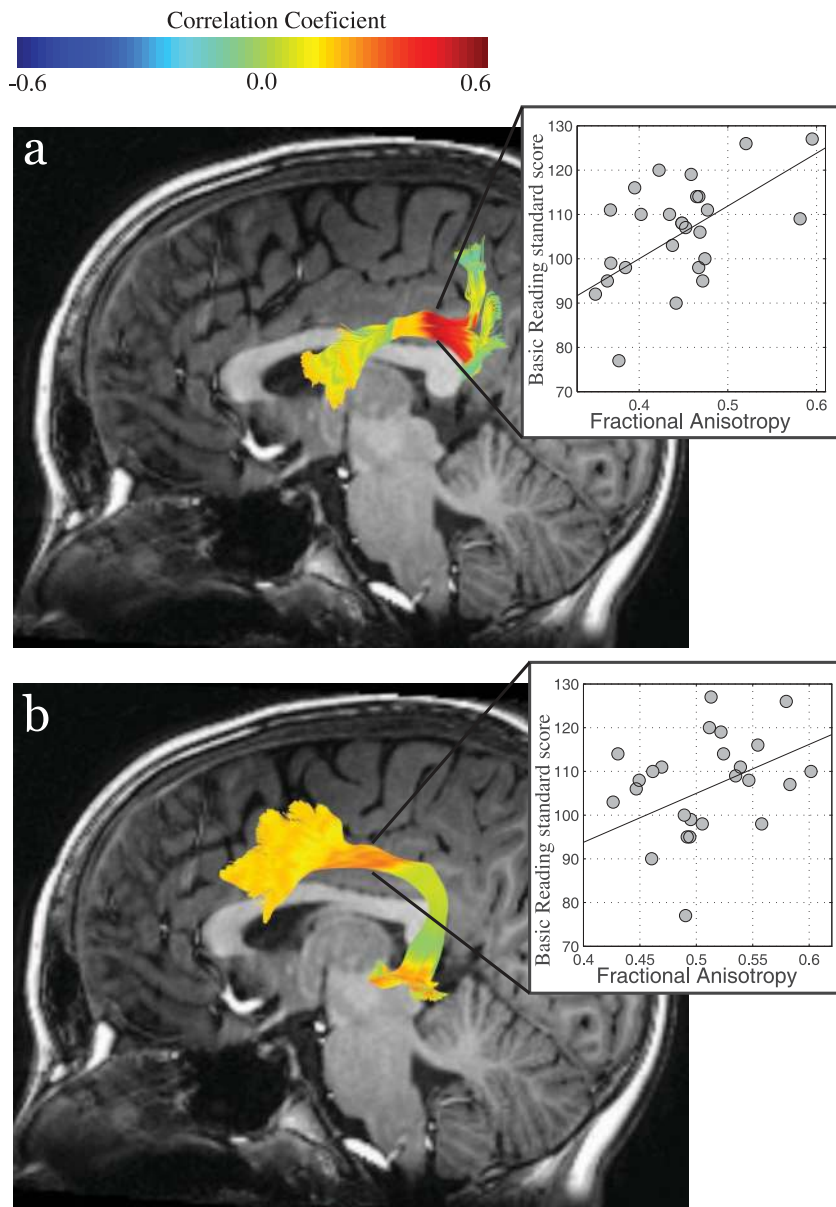 Correlation Coeficient
-0.6 0.0 0.6
a
Basic Reading standard score
130
120
110
100
90
80
70
0.4 0.5 0.6
Fractional Anisotropy
b
Basic Reading standard score
130
120
110
100
90
80
70
0.4 0.45 0.5 0.55 0.6
Fractional Anisotropy